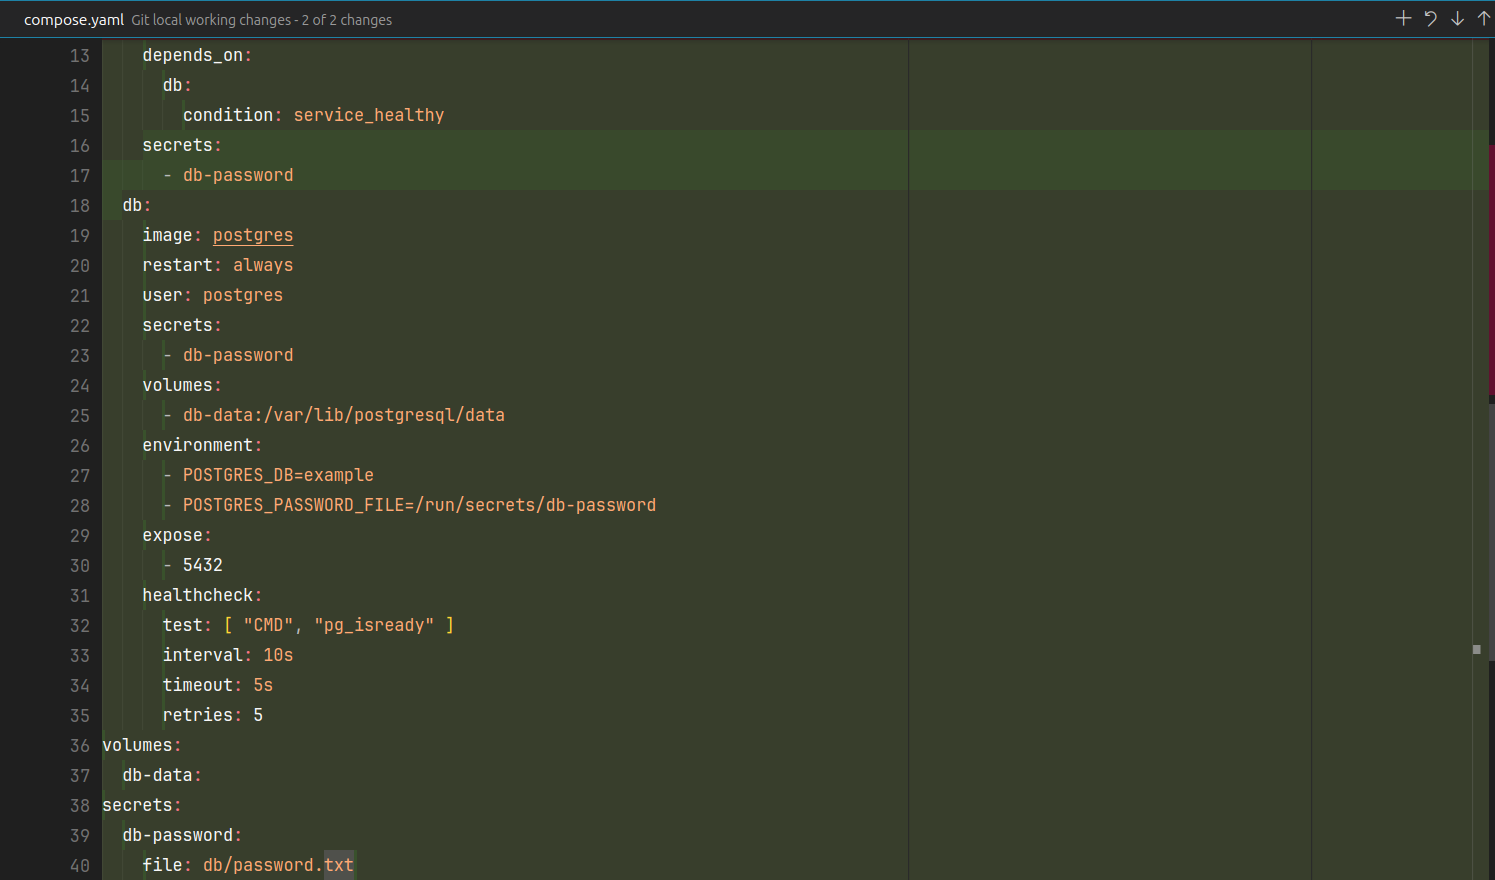 compose.yaml Git local working changes - 2 of 2 changes
13 depends_on:
14 db:
15 condition: service_healthy
16 secrets:
17 - db-password
18 db:
19 image: postgres
20 restart: always
21 user: postgres
22 secrets:
23 - db-password
24 volumes:
25 - db-data:/var/lib/postgresql/data
26 environment:
27 - POSTGRES_DB=example
28 - POSTGRES_PASSWORD_FILE=/run/secrets/db-password
29 expose:
30 - 5432
31 healthcheck:
32 test: [ "CMD", "pg_isready" ]
33 interval: 10s
34 timeout: 5s
35 retries: 5
36 volumes:
37 db-data:
38 secrets:
39 db-password:
40 file: db/password.txt